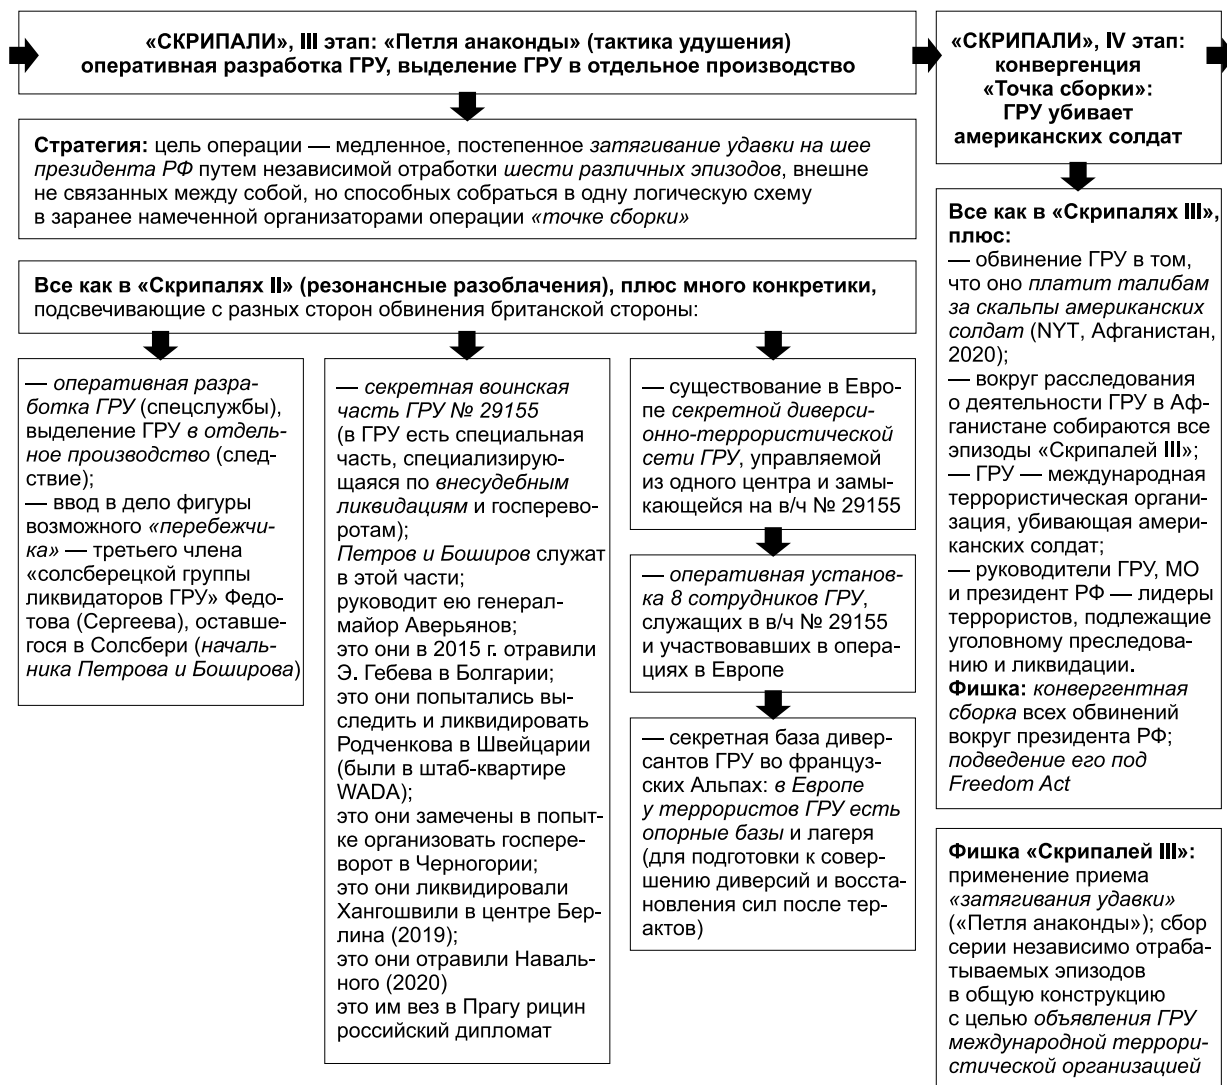 «СКРИПАЛИ», III этап: «Петля анаконды» (тактика удушения)
оперативная разработка ГРУ, выделение ГРУ в отдельное производство
Стратегия: цель операции — медленное, постепенное затягивание удавки на шее
президента РФ путем независимой отработки шести различных эпизодов, внешне
не связанных между собой, но способных собраться в одну логическую схему
в заранее намеченной организаторами операции «точке сборки»
Все как в «Скрипалях II» (резонансные разоблачения), плюс много конкретики,
подсвечивающие с разных сторон обвинения британской стороны:
— оперативная разра-
ботка ГРУ (спецслужбы),
выделение ГРУ в отдель-
ное производство (след-
ствие);
— ввод в дело фигуры
возможного «перебежчи-
ка» — третьего члена
«солсберецкой группы
ликвидаторов ГРУ» Федо-
това (Сергеева), оставше-
гося в Солсбери (началь-
ника Петрова и Боширова)
— секретная воинская
часть ГРУ № 29155
(в ГРУ есть специальная
часть, специализирую-
щаяся по внесудебным
ликвидациям и госперево-
ротам);
Петров и Боширов служат
в этой части;
руководит ею генерал-
майор Аверьянов;
это они в 2015 г. отравили
Э. Гебева в Болгарии;
это они попытались вы-
следить и ликвидировать
Родченкова в Швейцарии
(были в штаб-квартире
WADA);
это они замечены в попыт-
ке организовать госпере-
ворот в Черногории;
это они ликвидировали
Хангошвили в центре Бер-
лина (2019);
это они отравили Наваль-
ного (2020)
это им вез в Прагу рицин
российский дипломат
— существование в Евро-
пе секретной диверси-
онно-террористической
сети ГРУ, управляемой
из одного центра и замы-
кающейся на в/ч № 29155
— оперативная установ-
ка 8 сотрудников ГРУ,
служащих в в/ч № 29155
и участвовавших в опера-
циях в Европе
— секретная база дивер-
сантов ГРУ во француз-
ских Альпах: в Европе
у террористов ГРУ есть
опорные базы и лагеря
(для подготовки к совер-
шению диверсий и восста-
новления сил после тер-
актов)
«СКРИПАЛИ», IV этап:
конвергенция
«Точка сборки»:
ГРУ убивает
американских солдат
Все как в «Скрипалях III»,
плюс:
— обвинение ГРУ в том,
что оно платит талибам
за скальпы американских
солдат (NYT, Афганистан,
2020);
— вокруг расследования
о деятельности ГРУ в Аф-
ганистане собираются все
эпизоды «Скрипалей III»;
— ГРУ — международная
террористическая органи-
зация, убивающая амери-
канских солдат;
— руководители ГРУ, МО
и президент РФ — лидеры
террористов, подлежащие
уголовному преследова-
нию и ликвидации.
Фишка: конвергентная
сборка всех обвинений
вокруг президента РФ;
подведение его под
Freedom Act
Фишка «Скрипалей III»:
применение приема
«затягивания удавки»
(«Петля анаконды»); сбор
серии независимо отраба-
тываемых эпизодов
в общую конструкцию
с целью объявления ГРУ
международной террори-
стической организацией